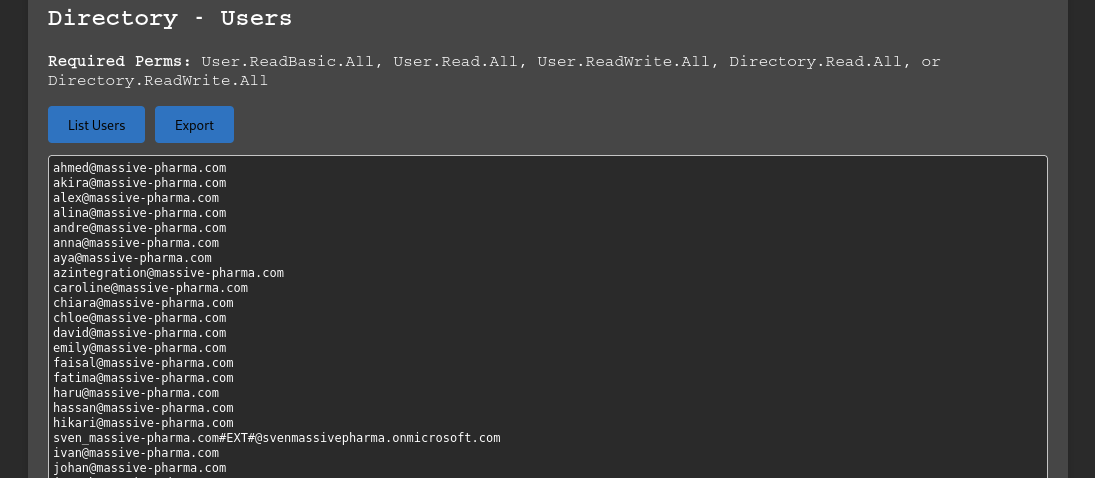 Directory - Users
Required Perms: User.ReadBasic.All, User.Read.All, User.ReadWrite.All, Directory.Read.All, or
Directory.ReadWrite.All
List Users Export
ahmed@massive-pharma.com
akira@massive-pharma.com
alex@massive-pharma.com
alina@massive-pharma.com
andre@massive-pharma.com
anna@massive-pharma.com
aya@massive-pharma.com
azintegration@massive-pharma.com
caroline@massive-pharma.com
chiara@massive-pharma.com
chloe@massive-pharma.com
david@massive-pharma.com
emily@massive-pharma.com
faisal@massive-pharma.com
fatima@massive-pharma.com
haru@massive-pharma.com
hassan@massive-pharma.com
hikari@massive-pharma.com
sven_massive-pharma.com#EXT#@svenmassivepharma.onmicrosoft.com
ivan@massive-pharma.com
johan@massive-pharma.com